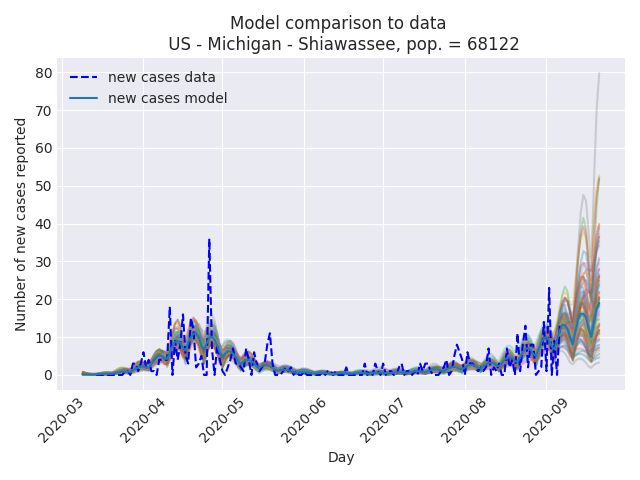 Model comparison to data
US - Michigan - Shiawassee, pop. = 68122
new cases data
new cases model
Number of new cases reported
80
70
60
50
40
30
20
10
0
2020-03
2020-04
2020-05
2020-06
2020-07
2020-08
2020-09
Day